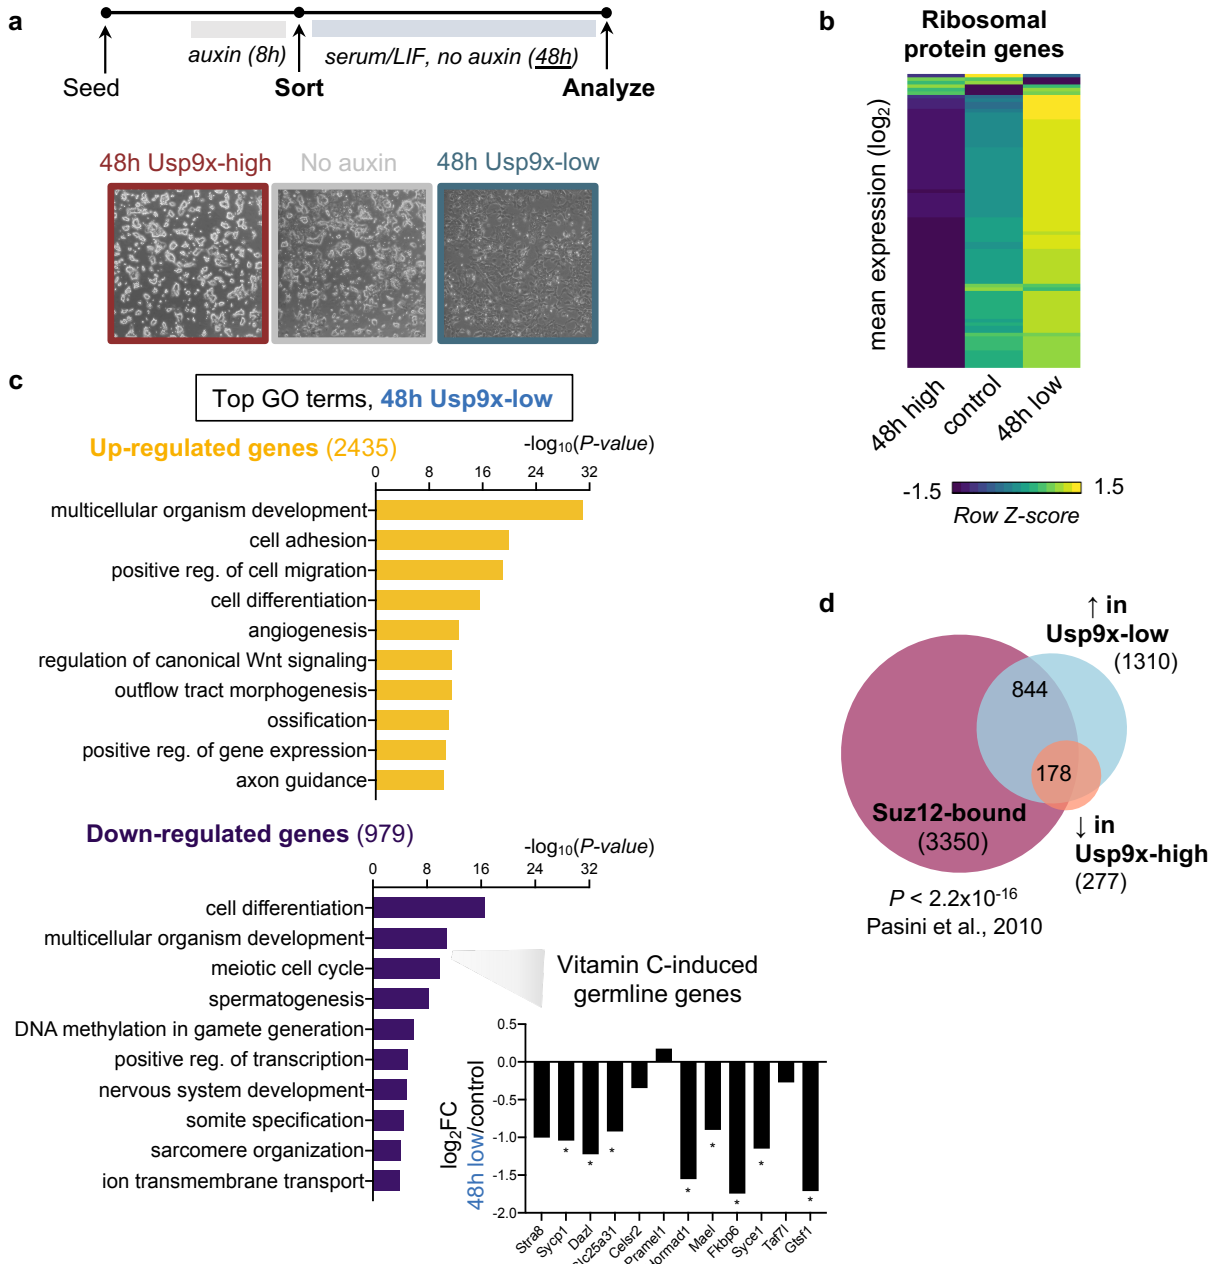 a
auxin (8h)
serum/LIF, no auxin (48h)
Seed
Sort
Analyze
48h Usp9x-high
No auxin
48h Usp9x-low
b
Ribosomal
protein genes
mean expression (log2)
48h high
control
48h low
-1.5
1.5
Row Z-score
c
Top GO terms, 48h Usp9x-low
Up-regulated genes (2435)
-log10(P-value)
0 8 16 24 32
multicellular organism development
cell adhesion
positive reg. of cell migration
cell differentiation
angiogenesis
regulation of canonical Wnt signaling
outflow tract morphogenesis
ossification
positive reg. of gene expression
axon guidance
Down-regulated genes (979)
-log10(P-value)
0 8 16 24 32
cell differentiation
multicellular organism development
meiotic cell cycle
spermatogenesis
DNA methylation in gamete generation
positive reg. of transcription
nervous system development
somite specification
sarcomere organization
ion transmembrane transport
Vitamin C-induced
germline genes
log2FC
48h low/control
0.5
0.0
-0.5
-1.0
-1.5
-2.0
* * * * * * * *
Stra8
Sycp1
Dazl
Slc25a31
Celsr2
Pramel1
Hormad1
Mael
Fkbp6
Syce1
Taf7l
Gtsf1
d
↑ in
Usp9x-low
(1310)
844
178
Suz12-bound
(3350)
↓ in
Usp9x-high
(277)
P < 2.2x10-16
Pasini et al., 2010